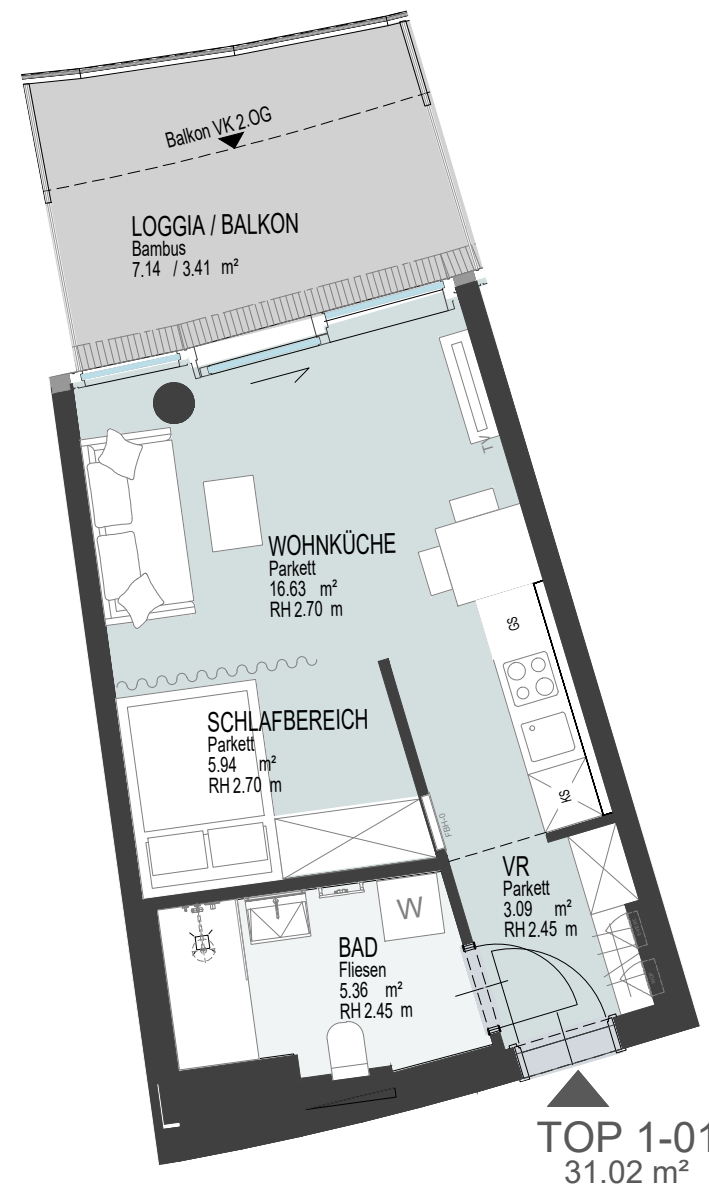 Balkon VK 2.OG
LOGGIA / BALKON
Bambus
7.14 / 3.41 m²
TV
WOHNKÜCHE
Parkett
16.63 m²
RH 2.70 m
GS
SCHLAFBEREICH
Parkett
5.94 m²
RH 2.70 m
KS
VR
Parkett
3.09 m²
RH 2.45 m
W
BAD
Fliesen
5.36 m²
RH 2.45 m
TOP 1-01
31.02 m²